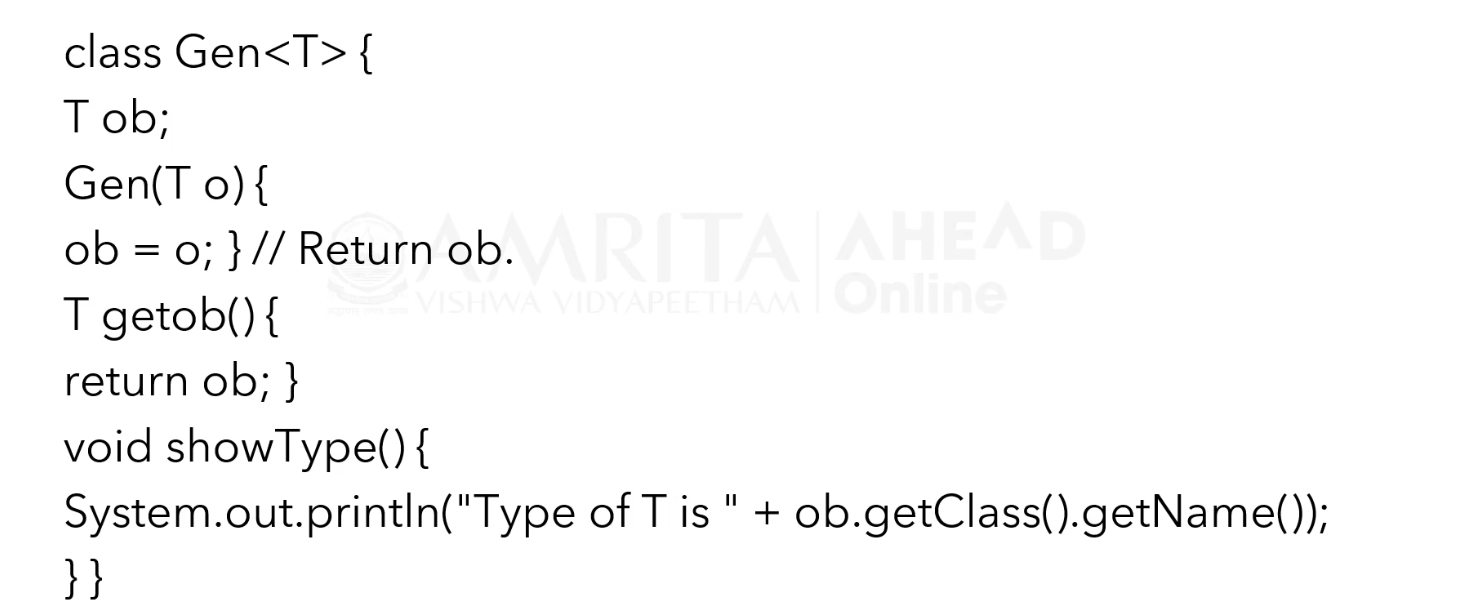 class Gen<T> {
T ob;
Gen(T o) {
ob = o; } // Return ob.
T getob() {
return ob; }
void showType() {
System.out.println("Type of T is " + ob.getClass().getName());
} }
AMRITA
VISHWA VIDYAPEETHAM
AHEAD
Online